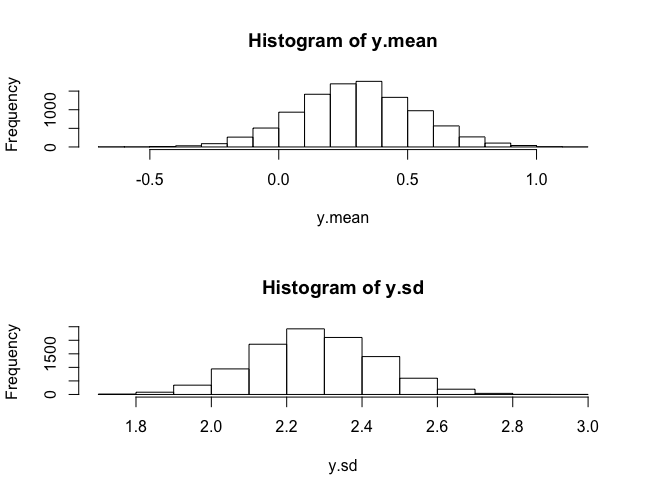 Histogram of y.mean
Frequency
0 1000
-0.5 0.0 0.5 1.0
y.mean
Histogram of y.sd
Frequency
0 1500
1.8 2.0 2.2 2.4 2.6 2.8 3.0
y.sd